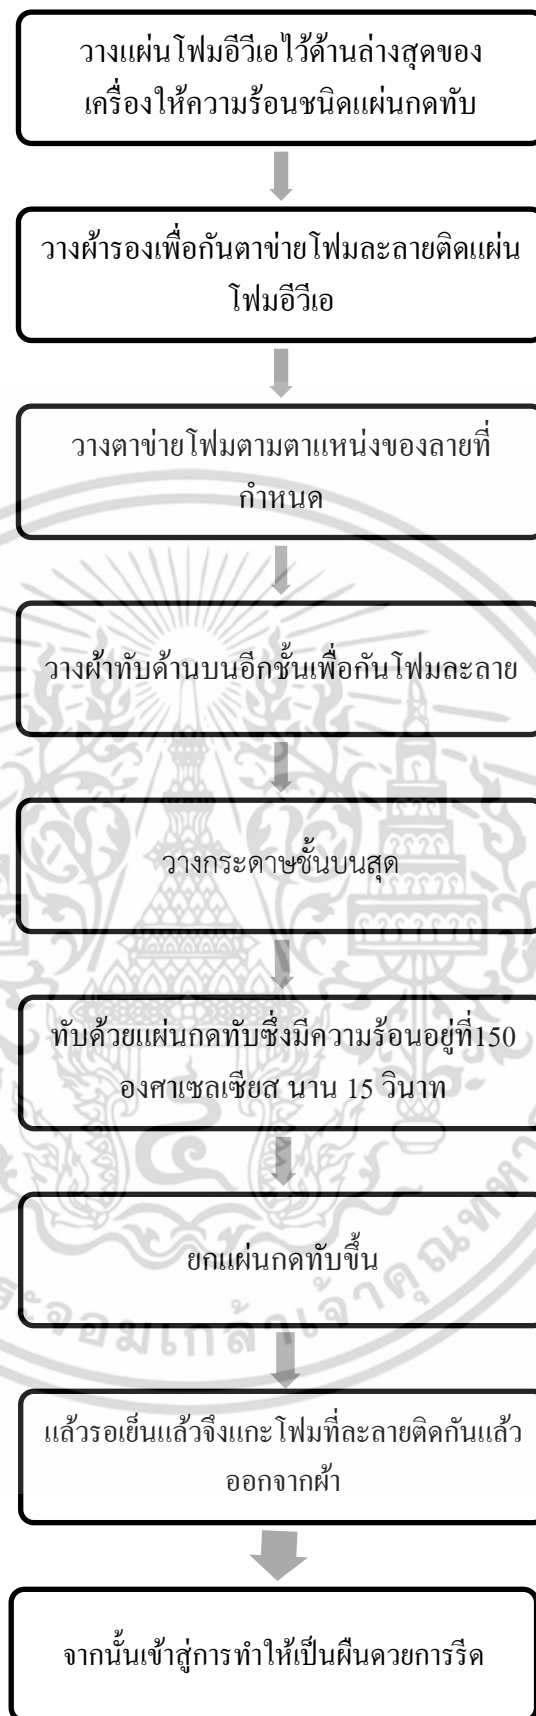 วางแผ่นโฟมอีวีเอไว้ด้านล่างสุดของ
เครื่องให้ความร้อนชนิดแผ่นกดทับ
วางผ้ารองเพื่อกันตาข่ายโฟมละลายติดแผ่น
โฟมอีวีเอ
วางตาข่ายโฟมตามตาแหน่งของลายที่
กำหนด
วางผ้าทับด้านบนอีกชั้นเพื่อกันโฟมละลาย
วางกระดาษชั้นบนสุด
ทับด้วยแผ่นกดทับซึ่งมีความร้อนอยู่ที่150
องศาเซลเซียส นาน 15 วินาท
ยกแผ่นกดทับขึ้น
แล้วรอเย็นแล้วจึงแกะโฟมที่ละลายติดกันแล้ว
ออกจากผ้า
จากนั้นเข้าสู่การทำให้เป็นผืนดวยการรีด